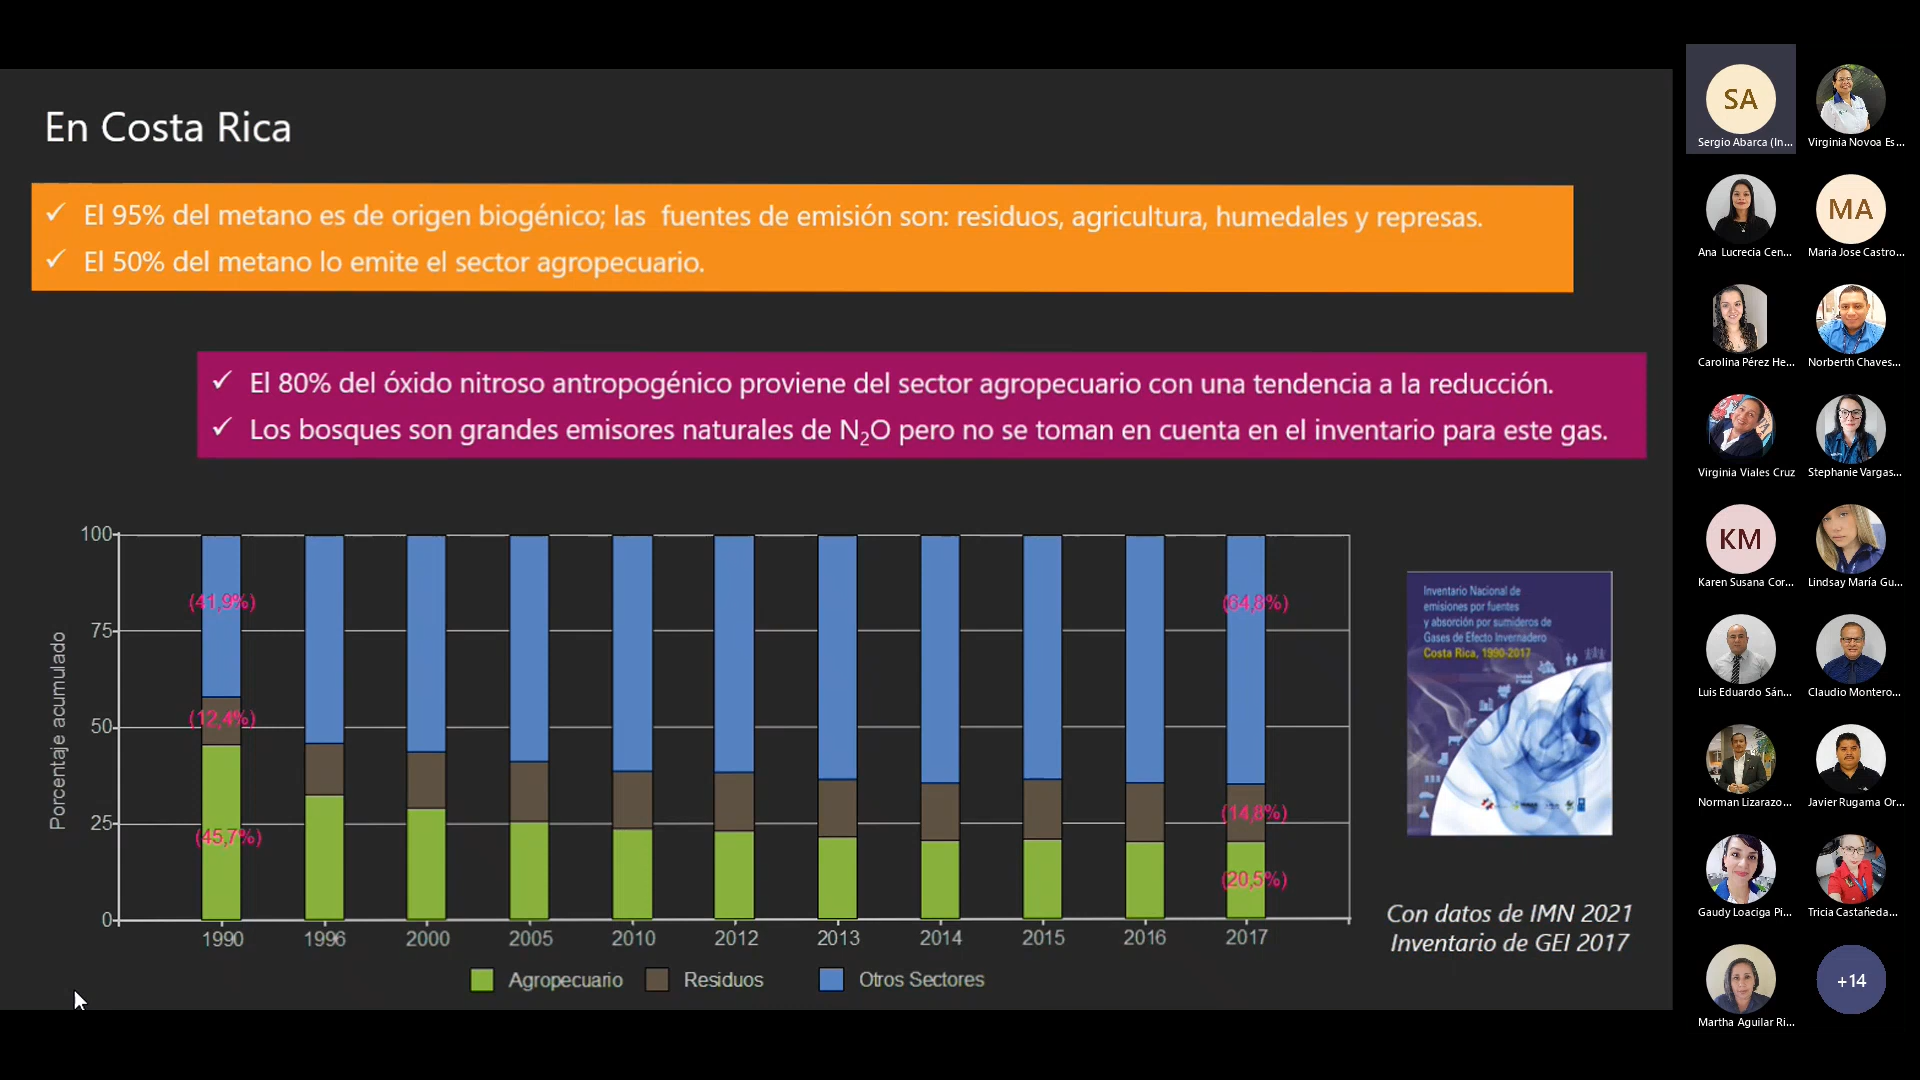 En Costa Rica
✓ El 95% del metano es de origen biogénico; las fuentes de emisión son: residuos, agricultura, humedales y represas.
✓ El 50% del metano lo emite el sector agropecuario.
✓ El 80% del óxido nitroso antropogénico proviene del sector agropecuario con una tendencia a la reducción.
✓ Los bosques son grandes emisores naturales de N₂O pero no se toman en cuenta en el inventario para este gas.
Porcentaje acumulado
100
75
50
25
0
(41,9%)
(12,4%)
(45,7%)
(64,8%)
(14,8%)
(20,5%)
1990 1996 2000 2005 2010 2012 2013 2014 2015 2016 2017
Agropecuario Residuos Otros Sectores
Inventario Nacional de
emisiones por fuentes
y absorción por sumideros de
Gases de Efecto Invernadero
Costa Rica, 1990-2017
Con datos de IMN 2021
Inventario de GEI 2017
SA
Sergio Abarca (In...
Virginia Novoa Es...
Ana Lucrecia Cen...
MA
Maria Jose Castro...
Carolina Pérez He...
Norberth Chaves...
Virginia Viales Cruz
Stephanie Vargas...
KM
Karen Susana Cor...
Lindsay María Gu...
Luis Eduardo Sán...
Claudio Montero...
Norman Lizarazo...
Javier Rugama Or...
Gaudy Loaciga Pi...
Tricia Castañeda...
Martha Aguilar Ri...
+14